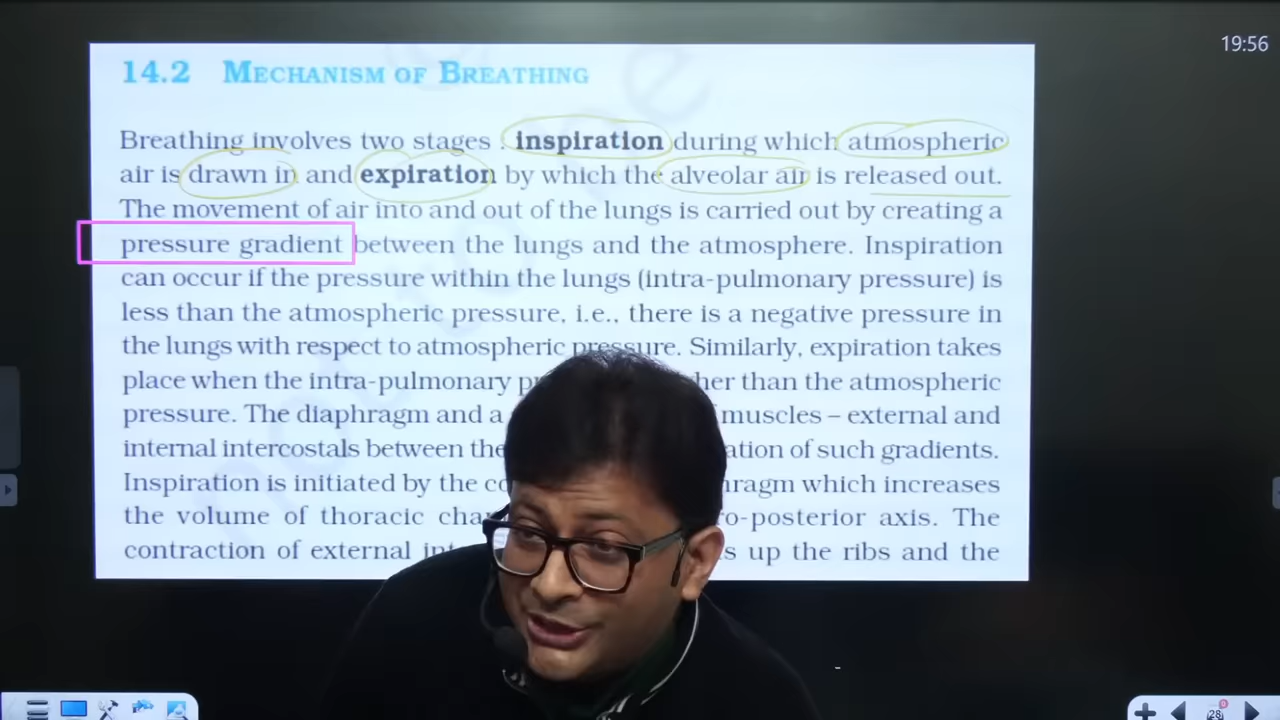 19:56
14.2 MECHANISM OF BREATHING
Breathing involves two stages : inspiration during which atmospheric
air is drawn in and expiration by which the alveolar air is released out.
The movement of air into and out of the lungs is carried out by creating a
pressure gradient between the lungs and the atmosphere. Inspiration
can occur if the pressure within the lungs (intra-pulmonary pressure) is
less than the atmospheric pressure, i.e., there is a negative pressure in
the lungs with respect to atmospheric pressure. Similarly, expiration takes
place when the intra-pulmonary than the atmospheric
pressure. The diaphragm and a muscles – external and
internal intercostals between the of such gradients.
Inspiration is initiated by the which increases
the volume of thoracic axis. The
contraction of external up the ribs and the
28